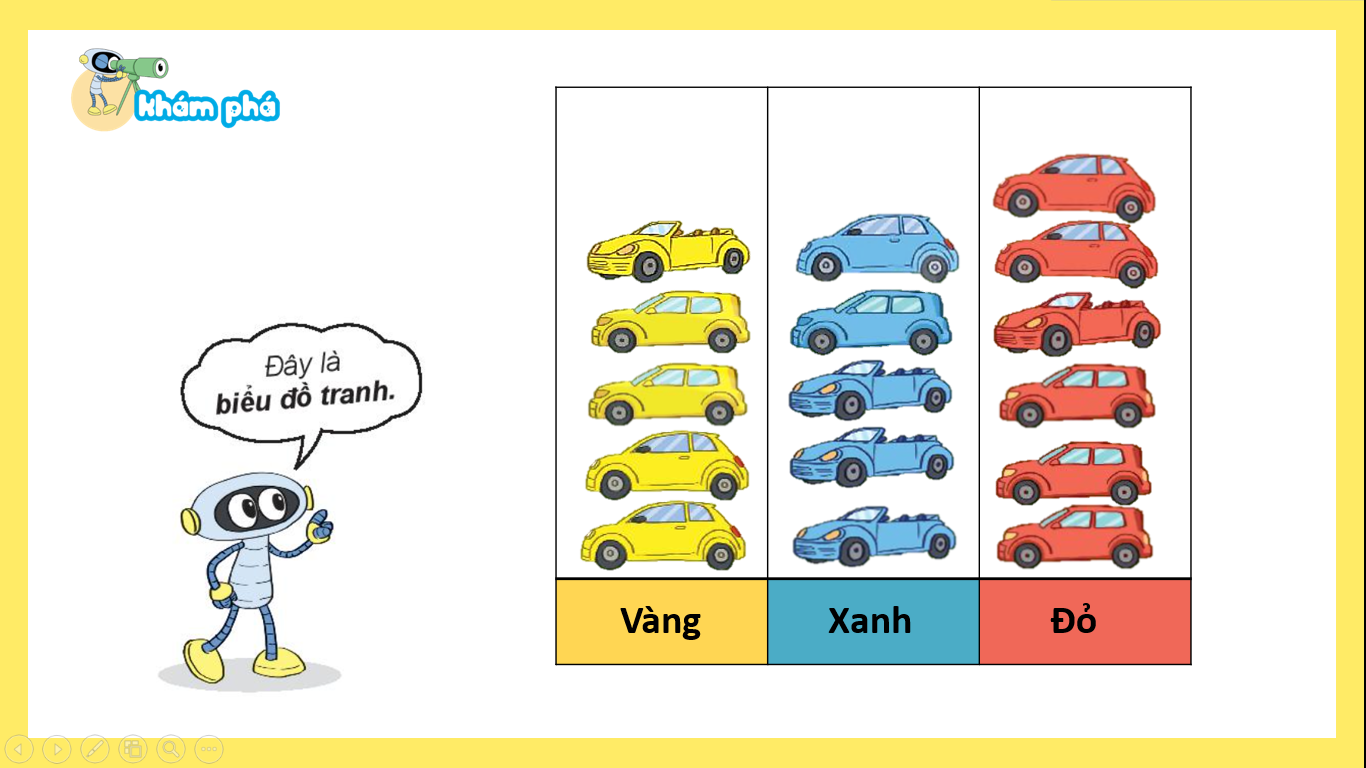 khám phá
Đây là
biểu đồ tranh.
Vàng Xanh Đỏ